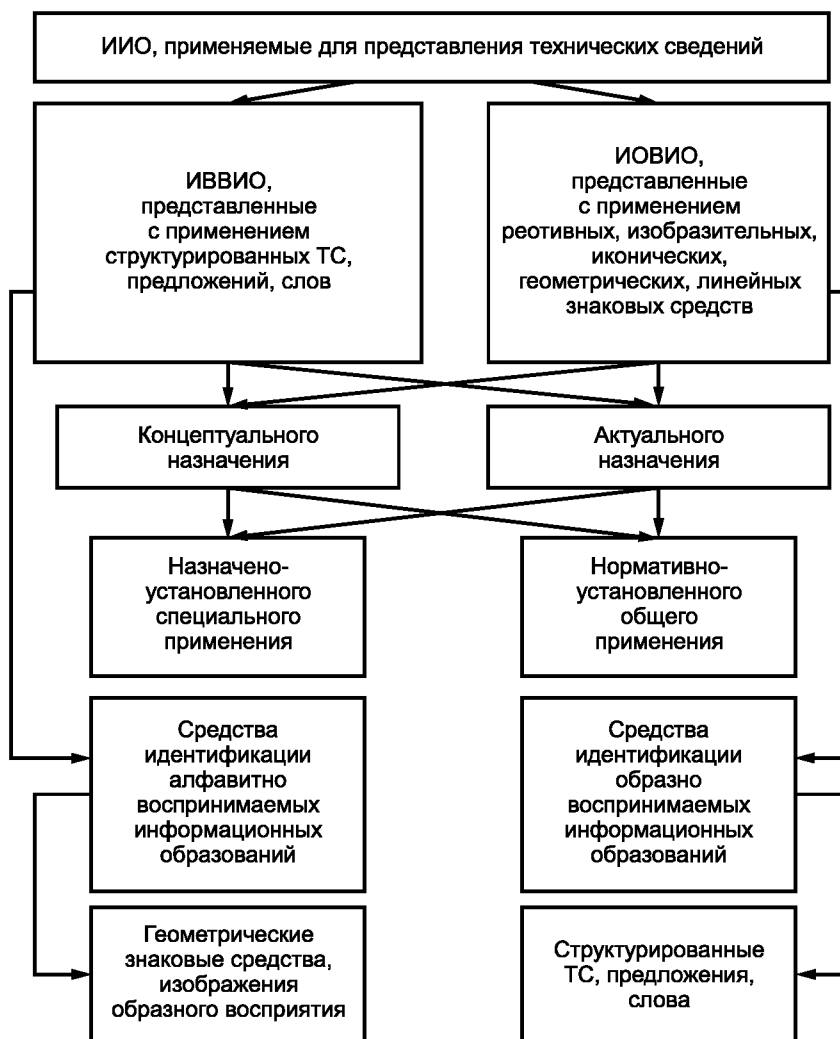 ИИО, применяемые для представления технических сведений
ИВВИО,
представленные
с применением
структурированных ТС,
предложений, слов
ИОВИО,
представленные
с применением
реотивных, изобразительных,
иконических,
геометрических, линейных
знаковых средств
Концептуального
назначения
Актуального
назначения
Назначено-
установленного
специального
применения
Нормативно-
установленного
общего
применения
Средства
идентификации
алфавитно
воспринимаемых
информационных
образований
Средства
идентификации
образно
воспринимаемых
информационных
образований
Геометрические
знаковые средства,
изображения
образного восприятия
Структурированные
ТС, предложения,
слова